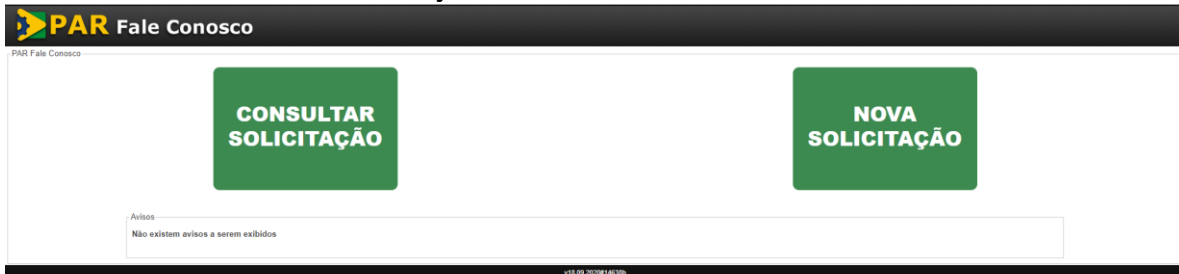 PAR Fale Conosco
PAR Fale Conosco
CONSULTAR
SOLICITAÇÃO
NOVA
SOLICITAÇÃO
Avisos
Não existem avisos a serem exibidos